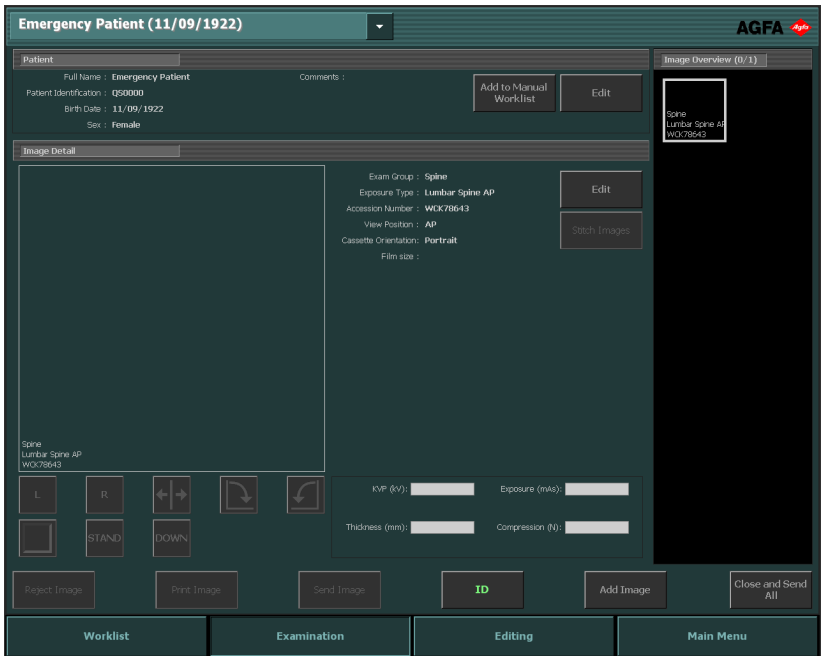 Emergency Patient (11/09/1922)
AGFA Agfa
Patient
Full Name : Emergency Patient
Comments :
Patient Identification : QS0000
Birth Date : 11/09/1922
Sex : Female
Add to Manual
Worklist
Edit
Image Overview (0/1)
Spine
Lumbar Spine AP
WCK78643
Image Detail
Exam Group : Spine
Exposure Type : Lumbar Spine AP
Accession Number : WCK78643
View Position : AP
Cassette Orientation: Portrait
Film size :
Edit
Stitch Images
Spine
Lumbar Spine AP
WCK78643
L
R
STAND
DOWN
KVP (kV):
Exposure (mAs):
Thickness (mm):
Compression (N):
Reject Image
Print Image
Send Image
ID
Add Image
Close and Send
All
Worklist
Examination
Editing
Main Menu